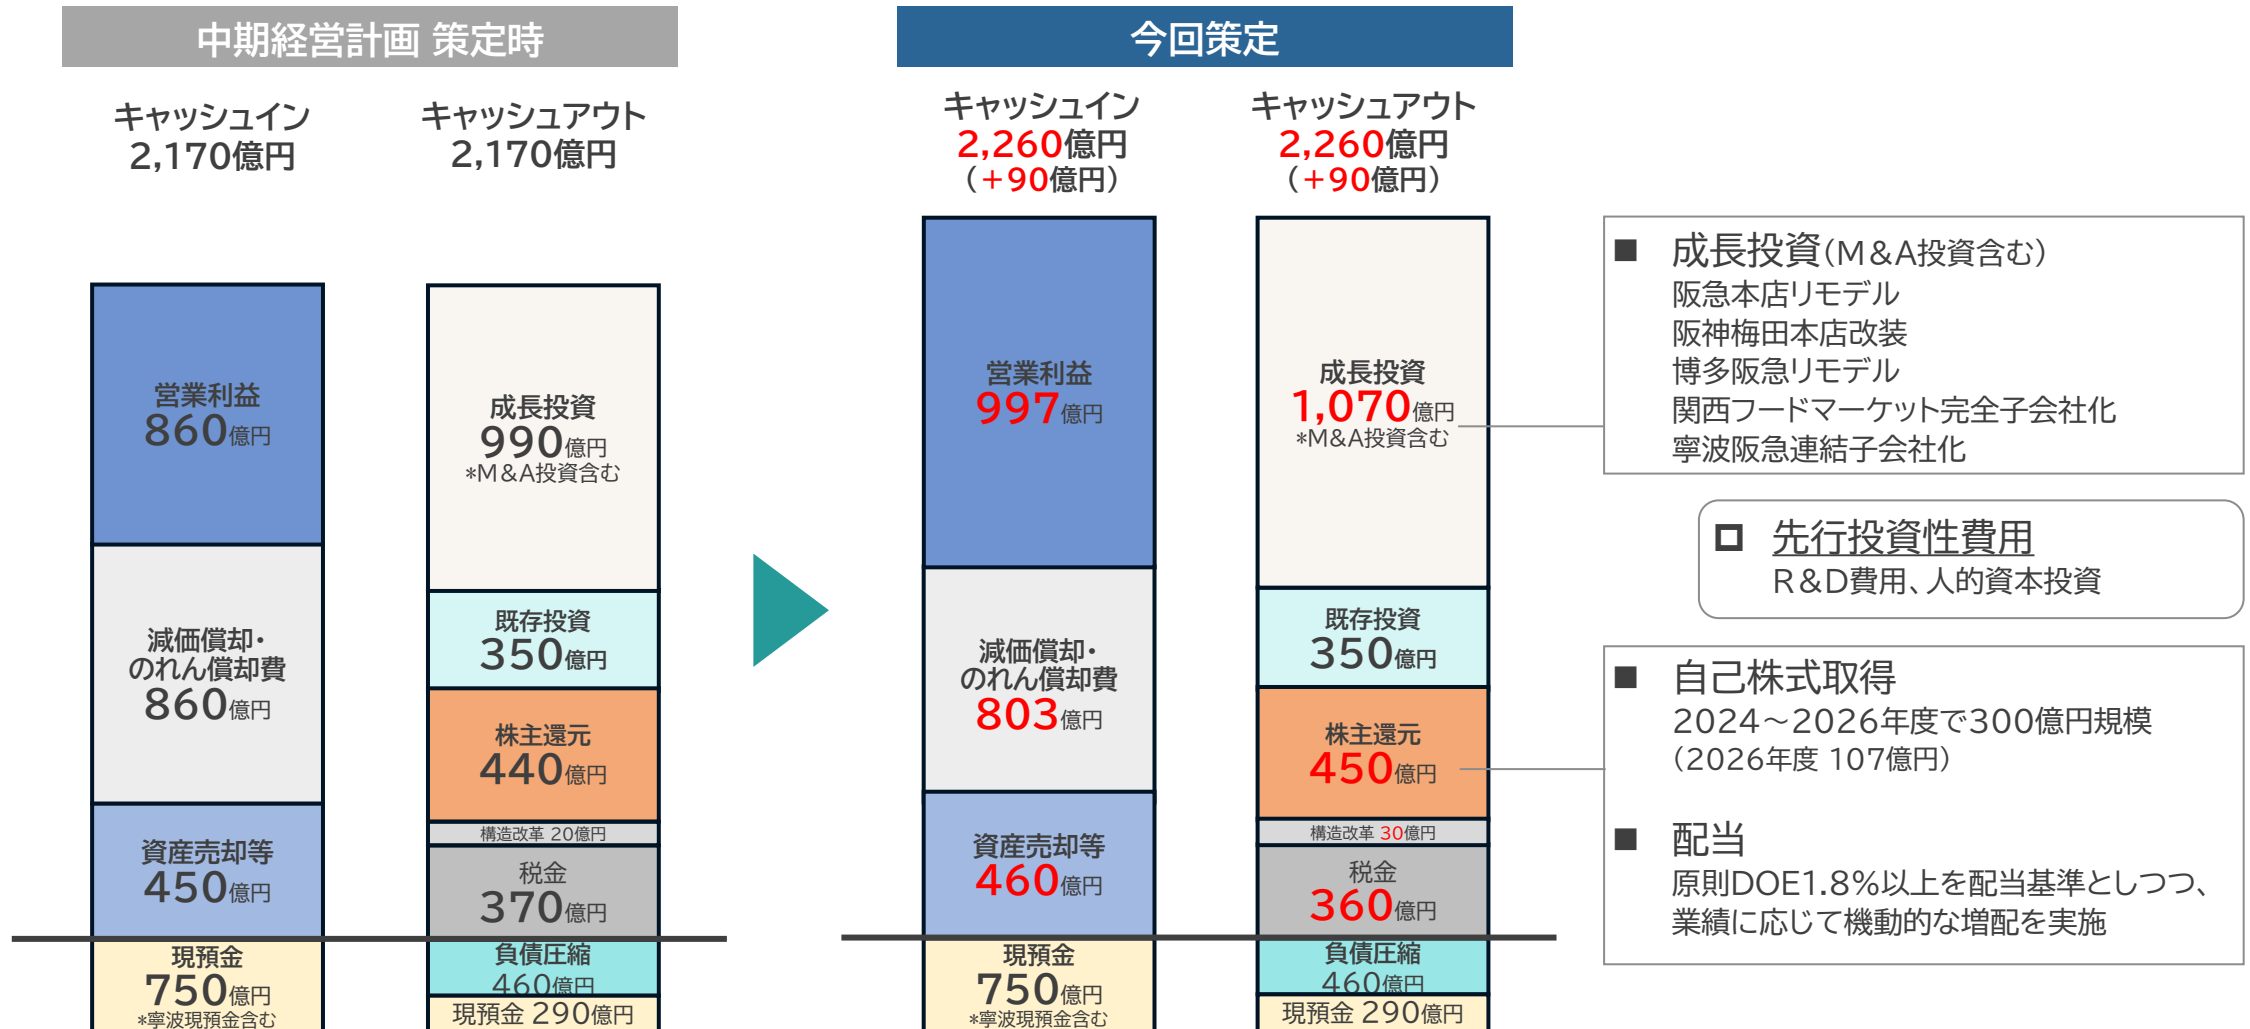 中期経営計画 策定時
キャッシュイン
2,170億円
キャッシュアウト
2,170億円
営業利益
860億円
減価償却・
のれん償却費
860億円
資産売却等
450億円
現預金
750億円
*寧波現預金含む
成長投資
990億円
*M&A投資含む
既存投資
350億円
株主還元
440億円
構造改革 20億円
税金
370億円
負債圧縮
460億円
現預金 290億円
今回策定
キャッシュイン
2,260億円
(+90億円)
キャッシュアウト
2,260億円
(+90億円)
営業利益
997億円
減価償却・
のれん償却費
803億円
資産売却等
460億円
現預金
750億円
*寧波現預金含む
成長投資
1,070億円
*M&A投資含む
既存投資
350億円
株主還元
450億円
構造改革 30億円
税金
360億円
負債圧縮
460億円
現預金 290億円
■ 成長投資(M&A投資含む)
阪急本店リモデル
阪神梅田本店改装
博多阪急リモデル
関西フードマーケット完全子会社化
寧波阪急連結子会社化
□ 先行投資性費用
R&D費用、人的資本投資
■ 自己株式取得
2024～2026年度で300億円規模
(2026年度 107億円)
■ 配当
原則DOE1.8%以上を配当基準としつつ、
業績に応じて機動的な増配を実施